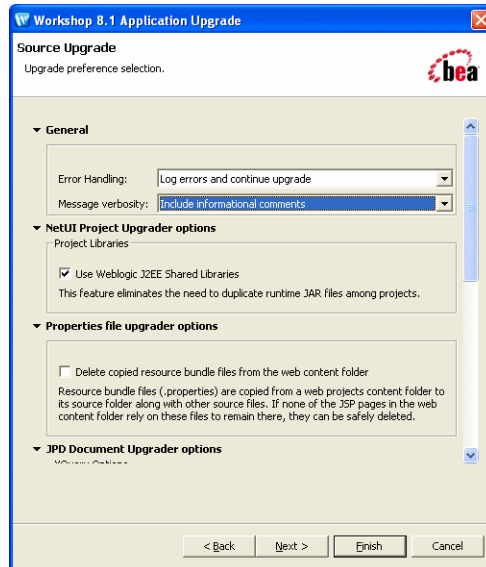 Workshop 8.1 Application Upgrade
Source Upgrade
Upgrade preference selection.
bea
General
Error Handling: Log errors and continue upgrade
Message verbosity: Include informational comments
NetUI Project Upgrader options
Project Libraries
Use Weblogic J2EE Shared Libraries
This feature eliminates the need to duplicate runtime JAR files among projects.
Properties file upgrader options
Delete copied resource bundle files from the web content folder
Resource bundle files (.properties) are copied from a web projects content folder to
its source folder along with other source files. If none of the JSP pages in the web
content folder rely on these files to remain there, they can be safely deleted.
JPD Document Upgrader options
XQuery Options
< Back Next > Finish Cancel